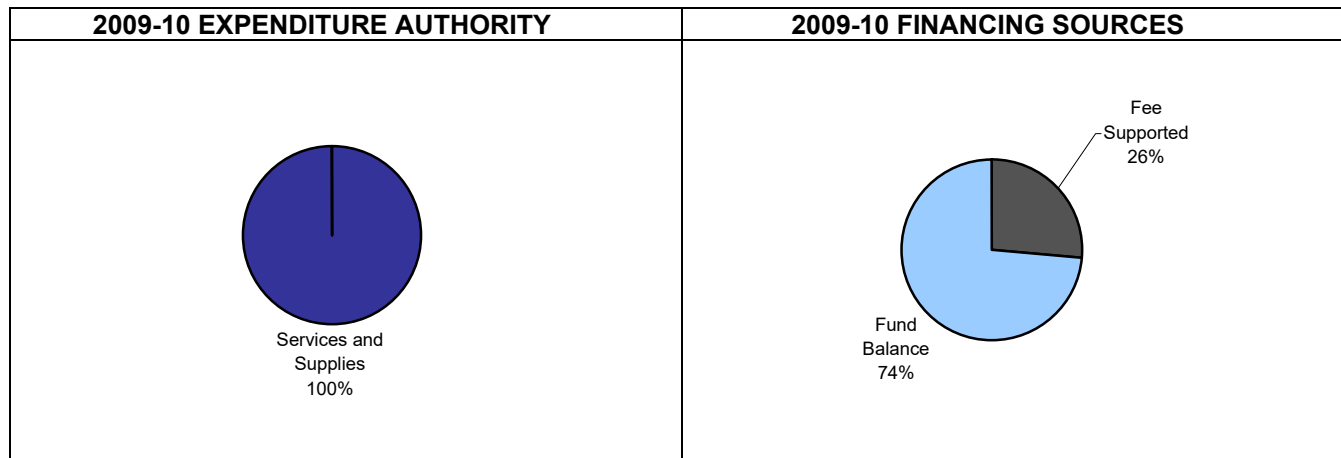 2009-10 EXPENDITURE AUTHORITY
Services and
Supplies
100%
2009-10 FINANCING SOURCES
Fee
Supported
26%
Fund
Balance
74%